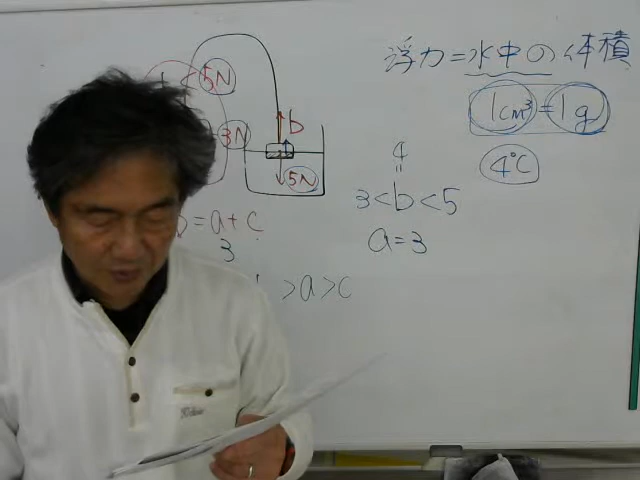 浮力=水中の体積
1cm³=1g
4℃
5N
3N
b
5N
4
=
3<b<5
b=a+c
3
a=3
>a>c